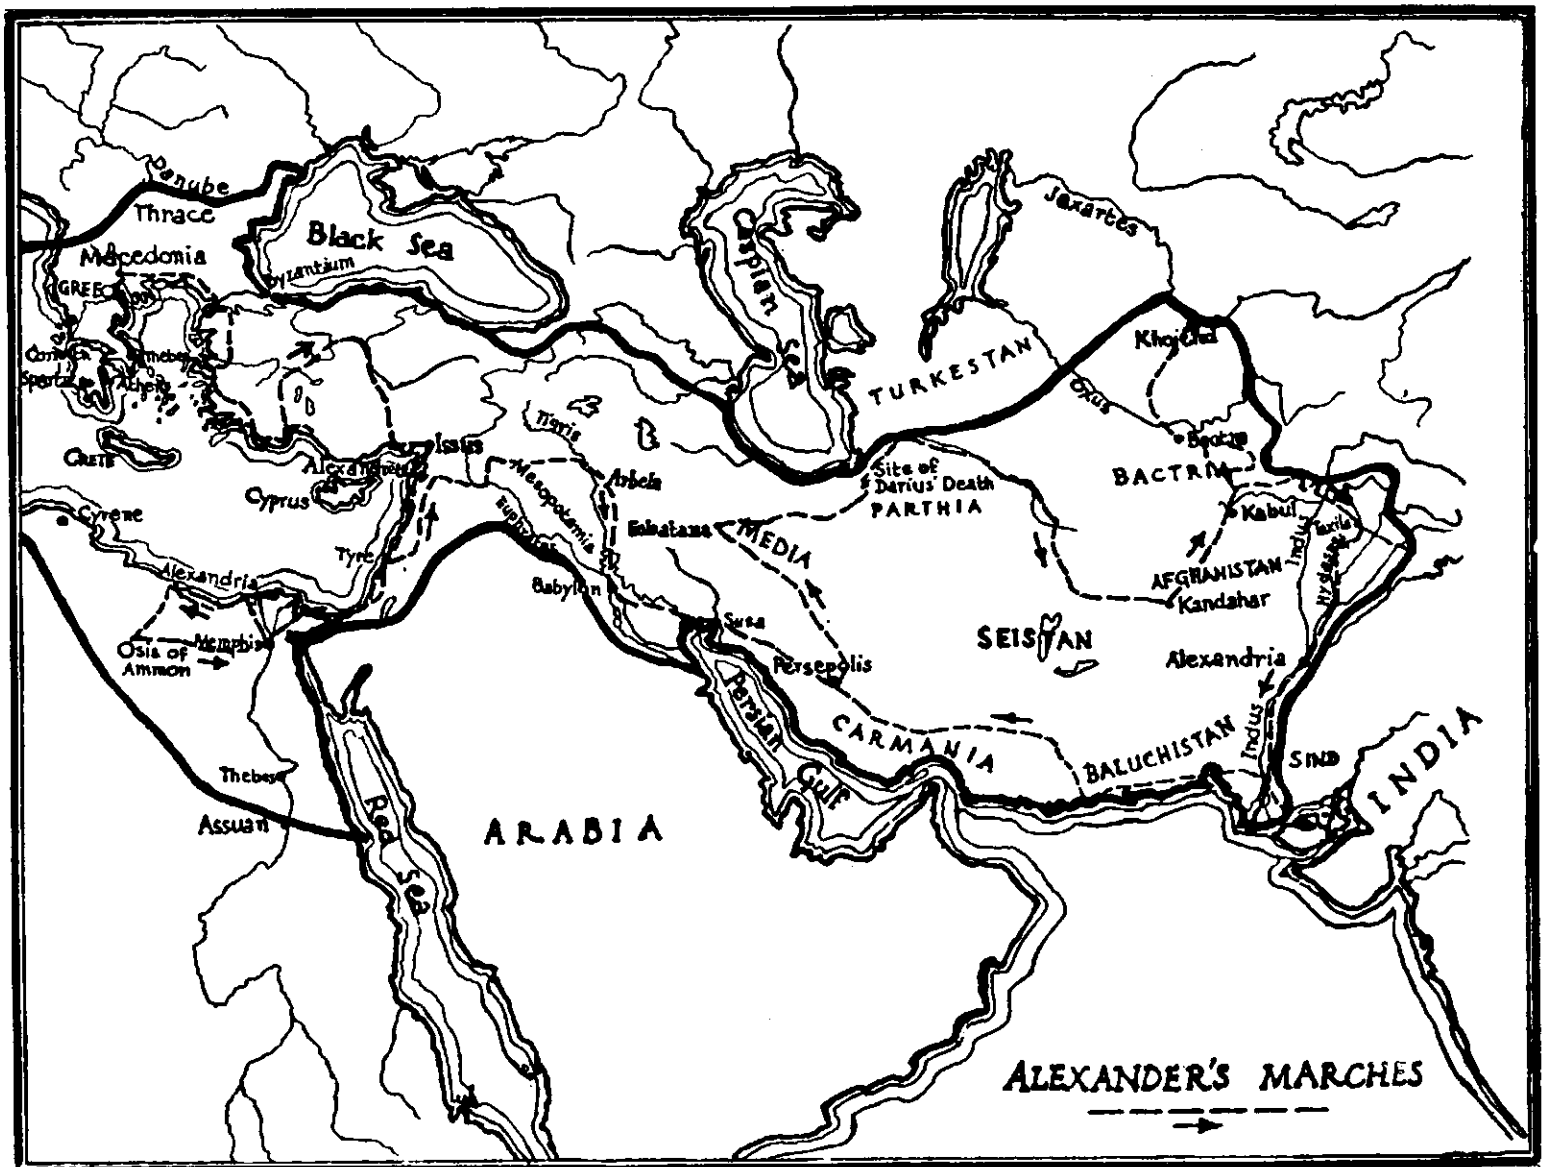 Danube
Thrace
Macedonia
Black Sea
Byzantium
Caspian Sea
Jaxartes
Corinth
Thebes
Sparta
Athens
CRETE
TURKESTAN
Oxus
Bactra
BACTRIA
Issus
Tigris
Cyprus
Mesopotamia
Arbela
Euphrates
Site of
Darius' Death
PARTHIA
Cyrene
Tyre
Ecbatana
MEDIA
Kabul
Indus
Taxila
Hydaspes
AFGHANISTAN
Kandahar
Alexandria
Babylon
Susa
Memphis
Osia of
Ammon
SEISTAN
Persepolis
Alexandria
Persian Gulf
CARMANIA
BALUCHISTAN
Indus
SIND
INDIA
Thebes
Assuan
Red Sea
ARABIA
ALEXANDER'S MARCHES